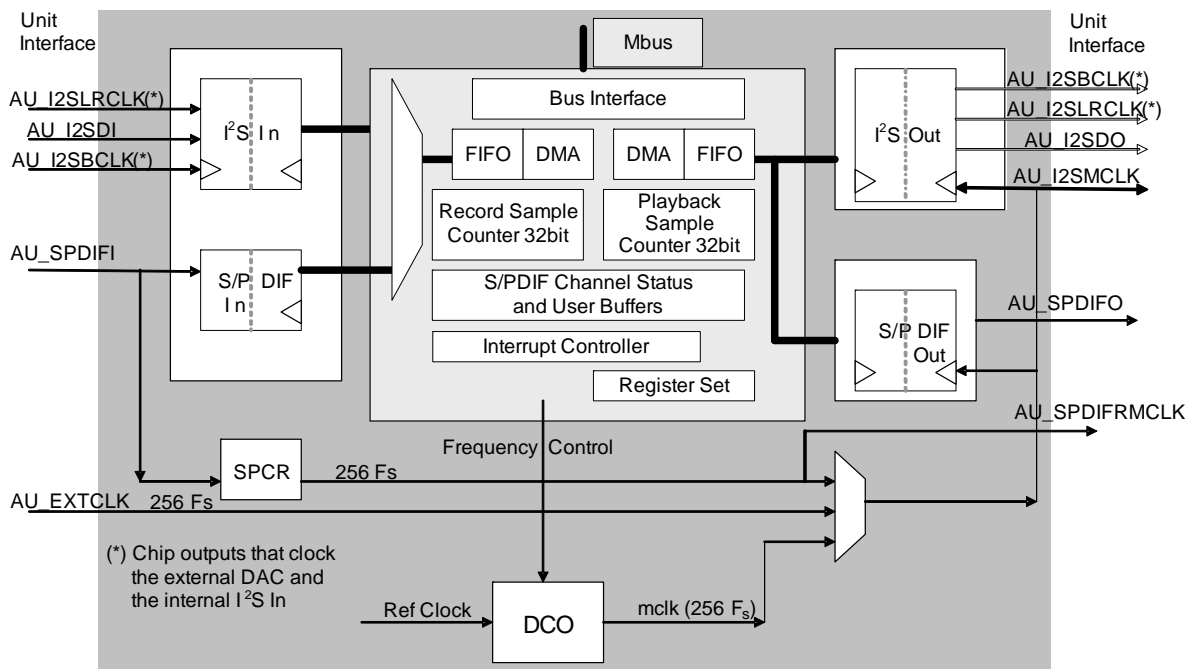 Unit
Interface
Mbus
Unit
Interface
Bus Interface
AU_I2SLRCLK(*)
AU_I2SDI
AU_I2SBCLK(*)
I²S In
FIFO
DMA
DMA
FIFO
I²S Out
AU_I2SBCLK(*)
AU_I2SLRCLK(*)
AU_I2SDO
AU_I2SMCLK
Record Sample
Counter 32bit
Playback
Sample
Counter 32bit
AU_SPDIFI
S/P DIF
In
S/PDIF Channel Status
and User Buffers
Interrupt Controller
Register Set
S/P DIF
Out
AU_SPDIFO
AU_SPDIFRMCLK
Frequency Control
SPCR
256 Fs
AU_EXTCLK
256 Fs
(*) Chip outputs that clock
the external DAC and
the internal I²S In
Ref Clock
DCO
mclk (256 Fs)